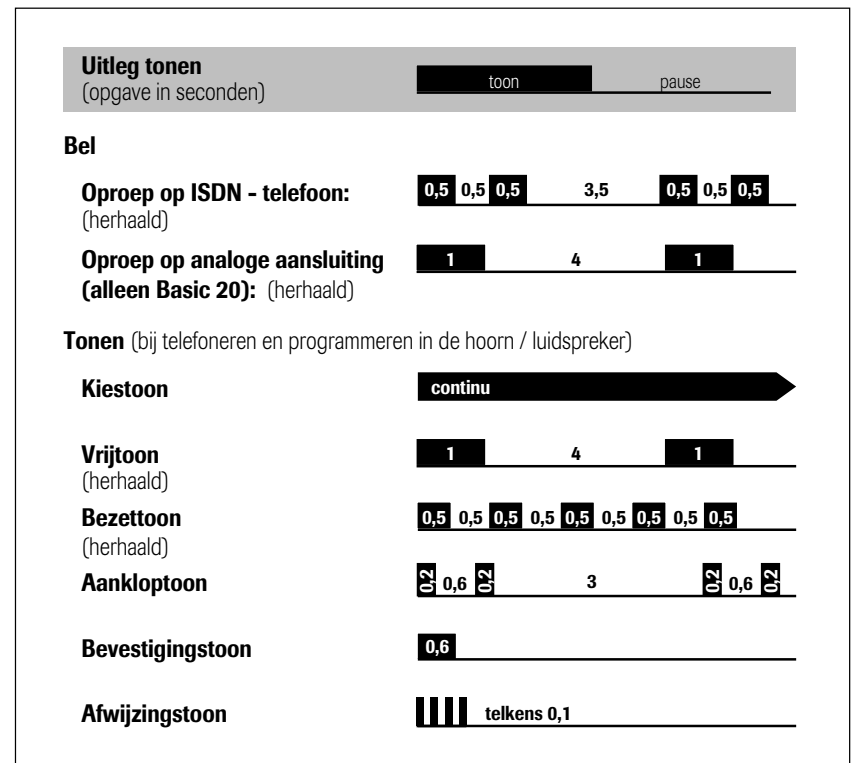 Uitleg tonen
(opgave in seconden)
toon pause
Bel
Oproep op ISDN - telefoon:
(herhaald)
0,5 0,5 0,5 3,5 0,5 0,5 0,5
Oproep op analoge aansluiting
(alleen Basic 20): (herhaald)
1 4 1
Tonen (bij telefoneren en programmeren in de hoorn / luidspreker)
Kiestoon
continu
Vrijtoon
(herhaald)
1 4 1
Bezettoon
(herhaald)
0,5 0,5 0,5 0,5 0,5 0,5 0,5 0,5 0,5
Aankloptoon
0,2 0,6 0,2 3 0,2 0,6 0,2
Bevestigingstoon
0,6
Afwijzingstoon
telkens 0,1